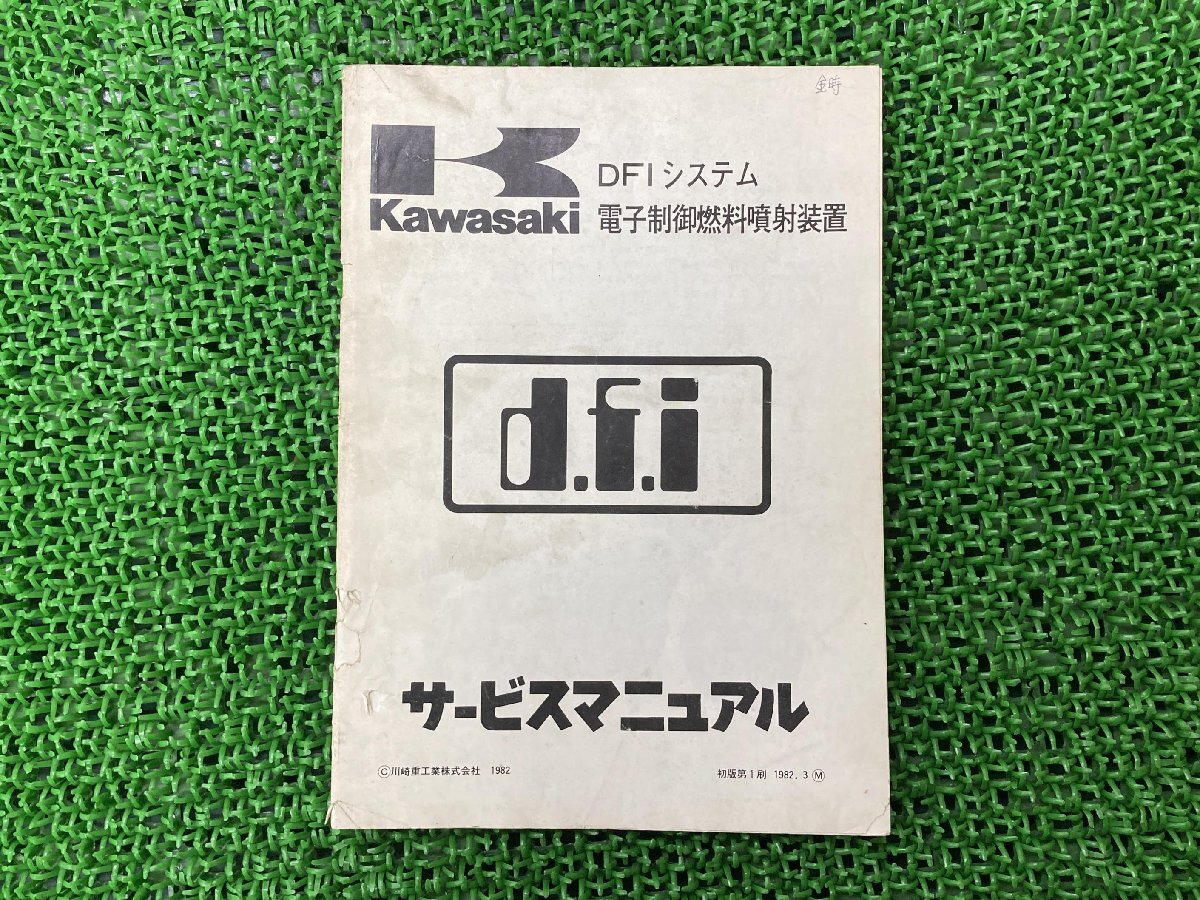 金時
Kawasaki
DFIシステム
電子制御燃料噴射装置
d.f.i
サービスマニュアル
©川崎重工業株式会社 1982
初版第1刷 1982.3 Ⓜ